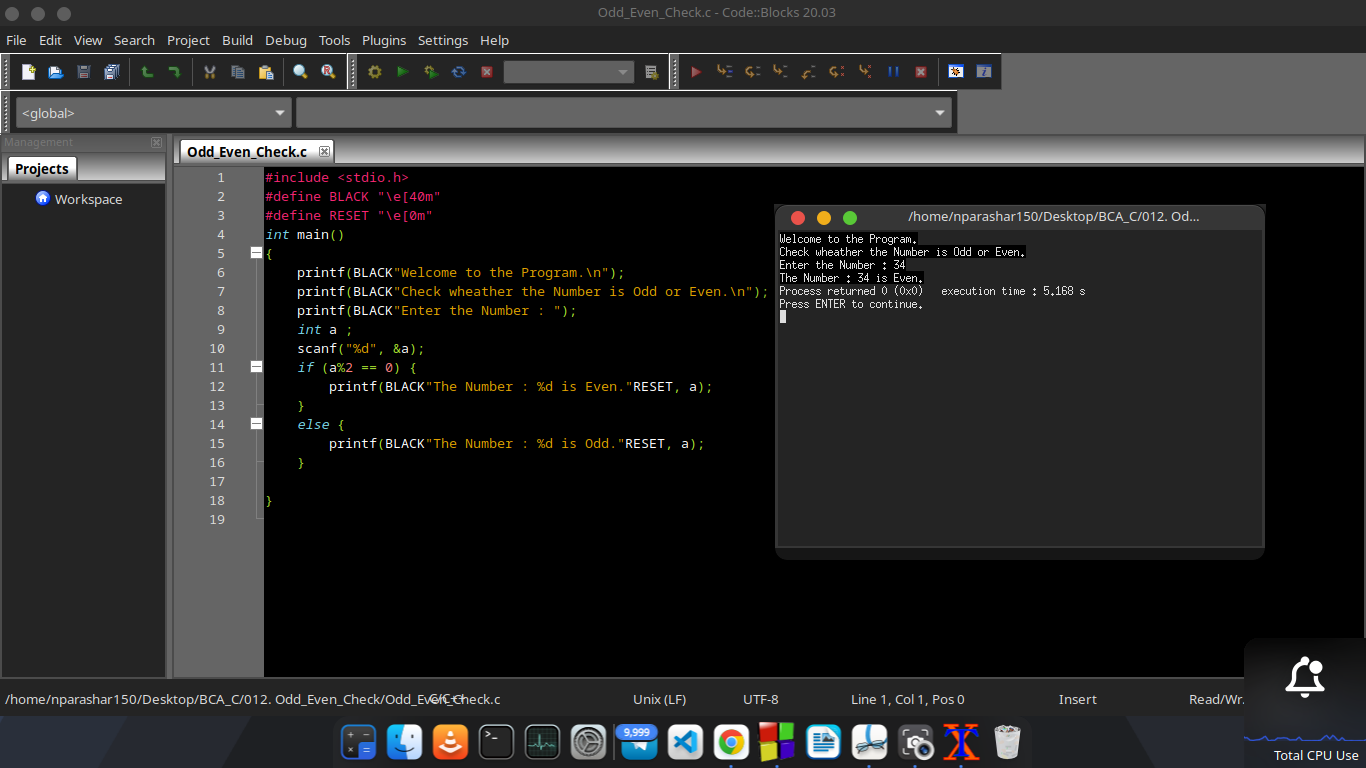 Odd_Even_Check.c - Code::Blocks 20.03
File Edit View Search Project Build Debug Tools Plugins Settings Help
<global>
Management
Projects
Workspace
Odd_Even_Check.c
1 #include <stdio.h>
2 #define BLACK "\e[40m"
3 #define RESET "\e[0m"
4 int main()
5 {
6 printf(BLACK"Welcome to the Program.\n");
7 printf(BLACK"Check wheather the Number is Odd or Even.\n");
8 printf(BLACK"Enter the Number : ");
9 int a ;
10 scanf("%d", &a);
11 if (a%2 == 0) {
12 printf(BLACK"The Number : %d is Even."RESET, a);
13 }
14 else {
15 printf(BLACK"The Number : %d is Odd."RESET, a);
16 }
17
18 }
19
/home/nparashar150/Desktop/BCA_C/012. Od...
Welcome to the Program.
Check wheather the Number is Odd or Even.
Enter the Number : 34
The Number : 34 is Even.
Process returned 0 (0x0) execution time : 5.168 s
Press ENTER to continue.
/home/nparashar150/Desktop/BCA_C/012. Odd_Even_Check/Odd_Even_Check.c C/C++ Unix (LF) UTF-8 Line 1, Col 1, Pos 0 Insert Read/Wr.
9,999
Total CPU Use